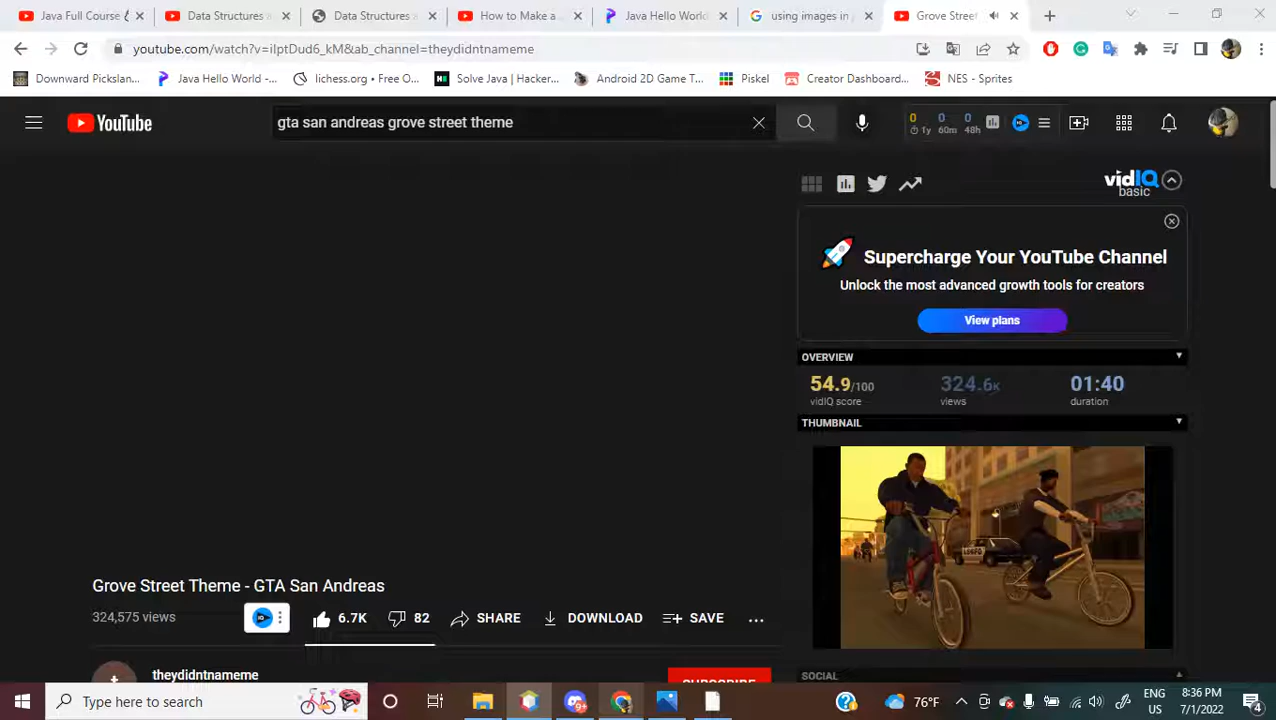 Java Full Course (
Data Structures a
Data Structures a
How to Make a
Java Hello World
using images in j
Grove Street
youtube.com/watch?v=iIptDud6_kM&ab_channel=theydidntnameme
Downward Pickslan...
Java Hello World -...
lichess.org • Free O...
Solve Java | Hacker...
Android 2D Game T...
Piskel
Creator Dashboard...
NES - Sprites
YouTube
gta san andreas grove street theme
0 0 0
1y 60m 48h
vidIQ
basic
Supercharge Your YouTube Channel
Unlock the most advanced growth tools for creators
View plans
OVERVIEW
54.9/100 324.6K 01:40
vidIQ score views duration
THUMBNAIL
Grove Street Theme - GTA San Andreas
324,575 views
6.7K 82 SHARE DOWNLOAD SAVE
theydidntnameme
SUBSCRIBE
SOCIAL
Type here to search
76°F
ENG
US
8:36 PM
7/1/2022
4